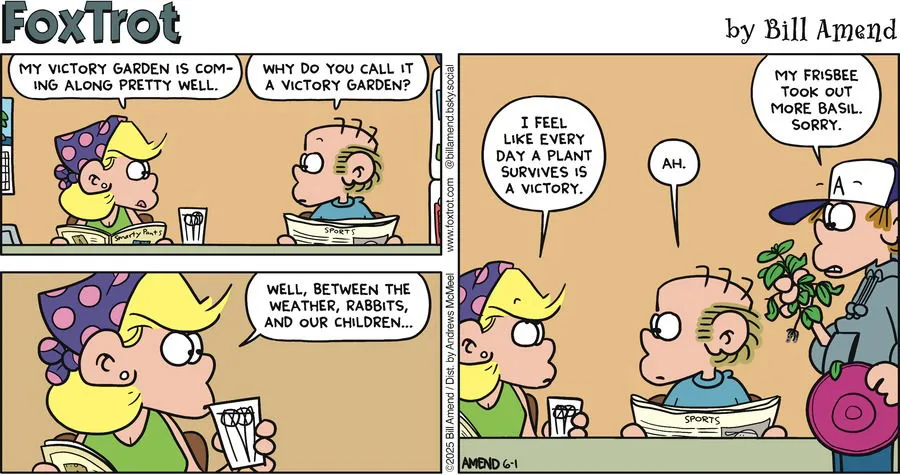 FoxTrot
by Bill Amend
MY VICTORY GARDEN IS COM-
ING ALONG PRETTY WELL.
WHY DO YOU CALL IT
A VICTORY GARDEN?
Smarty Pants
SPORTS
WELL, BETWEEN THE
WEATHER, RABBITS,
AND OUR CHILDREN...
www.foxtrot.com @billamend.bsky.social
©2025 Bill Amend / Dist. by Andrews McMeel
I FEEL
LIKE EVERY
DAY A PLANT
SURVIVES IS
A VICTORY.
AH.
MY FRISBEE
TOOK OUT
MORE BASIL.
SORRY.
A
SPORTS
AMEND 6-1